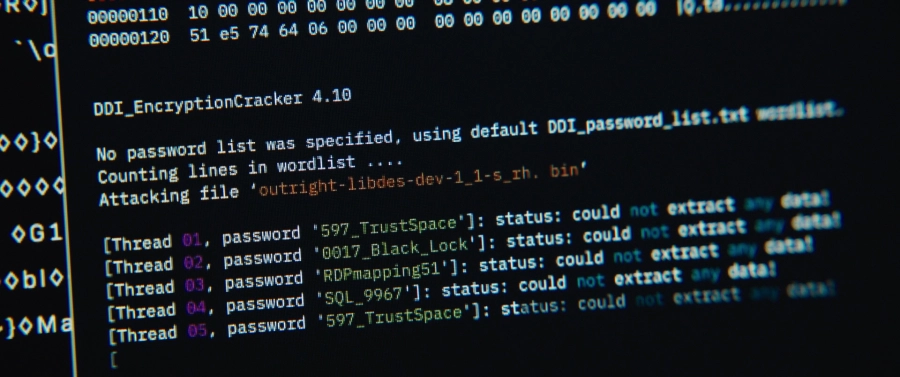 00000110 10 00 00 00 00 00 00 00 00 00 00 00 00 00 00
00000120 51 e5 74 64 06 00 00 00 00 00 00 00 00 00 00 00 |Q.td
DDI_EncryptionCracker 4.10
No password list was specified, using default DDI_password_list.txt wordlist.
Counting lines in wordlist ....
Attacking file 'outright-libdes-dev-1_1-s_rh. bin'
[Thread 01, password '597_TrustSpace']: status: could not extract any data!
[Thread 02, password '0017_Black_Lock']: status: could not extract any data!
[Thread 03, password 'RDPmapping51']: status: could not extract any data!
[Thread 04, password 'SQL_9967']: status: could not extract any data!
[Thread 05, password '597_TrustSpace']: status: could not extract any data!
[
`\d
◊◊}◊
◊◊◊◊
◊G1
◊bl◊
}◊Ma